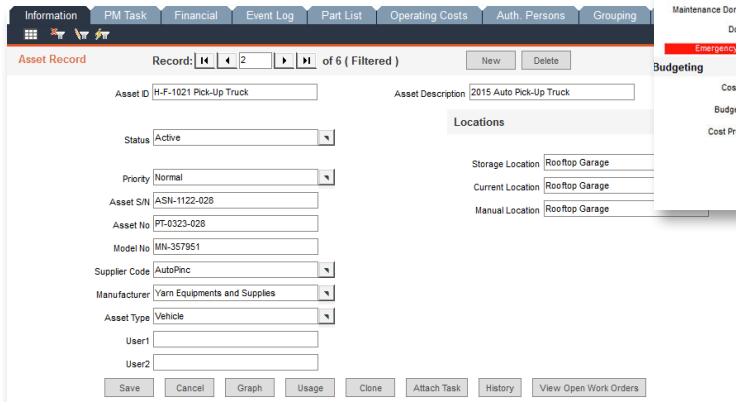 Information PM Task Financial Event Log Part List Operating Costs Auth. Persons Grouping
Asset Record Record: 2 of 6 ( Filtered ) New Delete
Asset ID H-F-1021 Pick-Up Truck Asset Description 2015 Auto Pick-Up Truck
Status Active
Priority Normal
Asset S/N ASN-1122-028
Asset No PT-0323-028
Model No MN-357951
Supplier Code AutoPinc
Manufacturer Yarn Equipments and Supplies
Asset Type Vehicle
User1
User2
Locations
Storage Location Rooftop Garage
Current Location Rooftop Garage
Manual Location Rooftop Garage
Save Cancel Graph Usage Clone Attach Task History View Open Work Orders
Maintenance Dor
Do
Emergency
Budgeting
Cos
Budge
Cost Pr